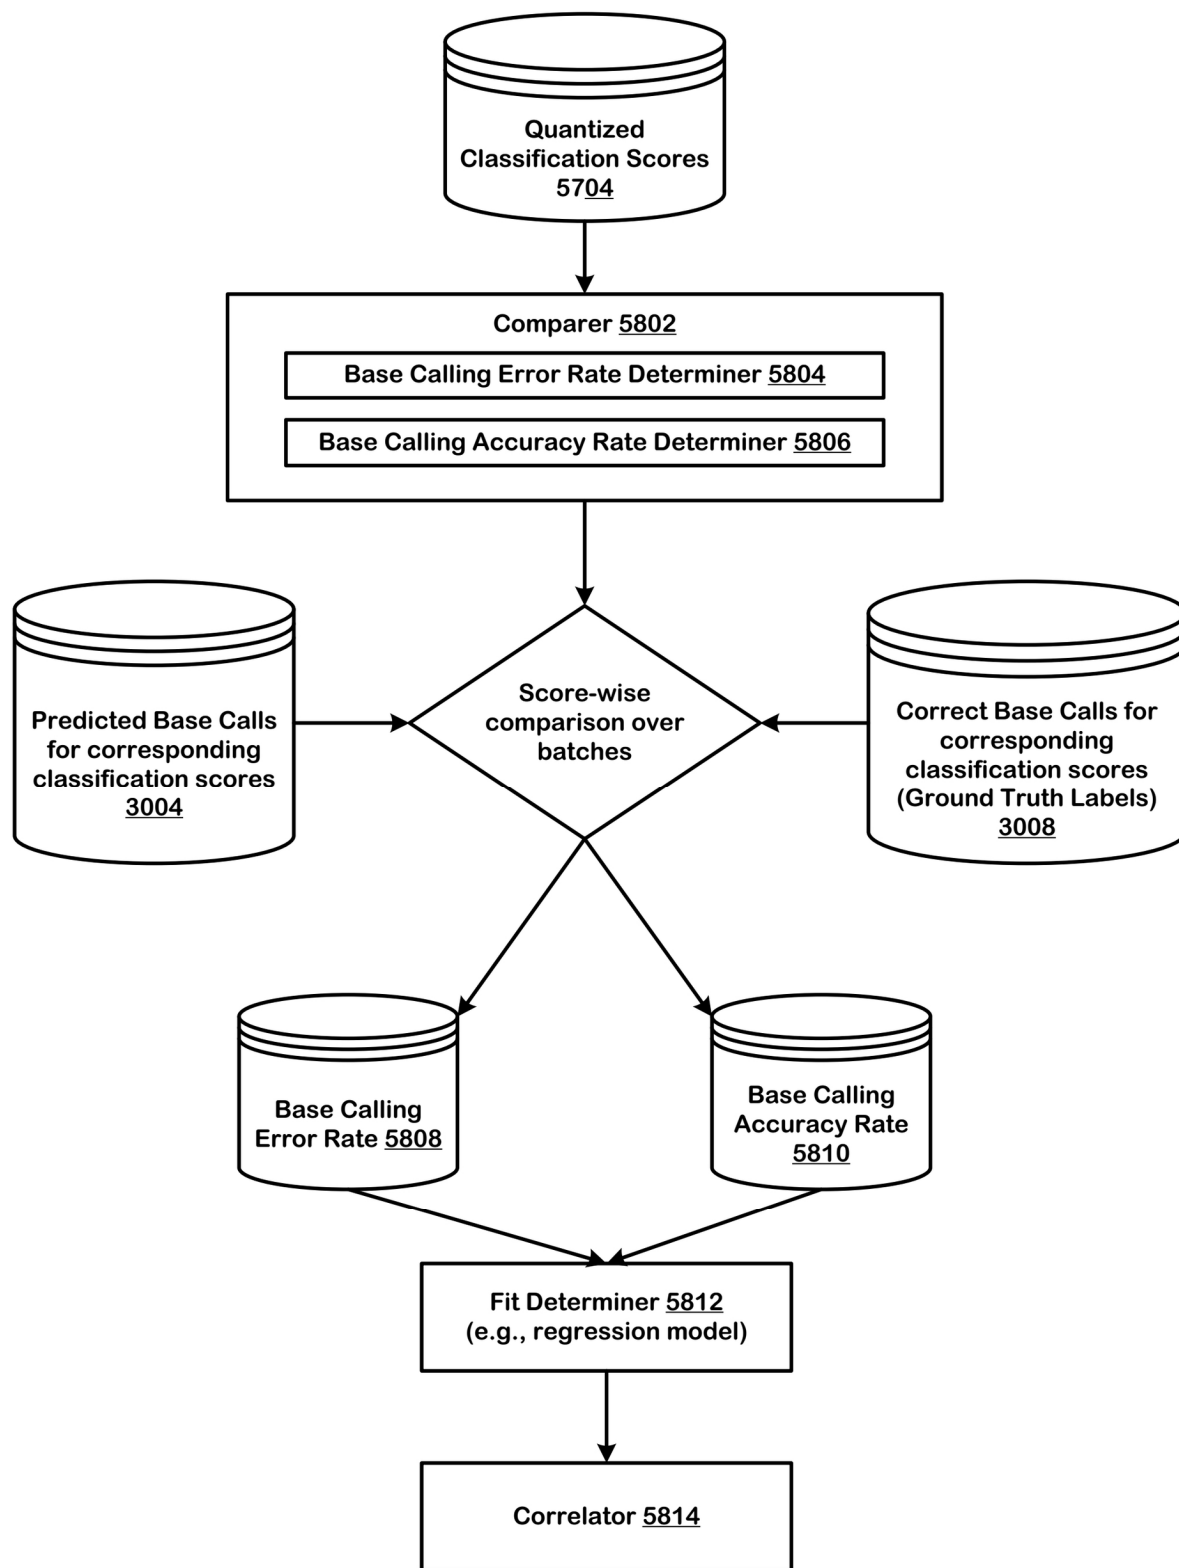 Quantized
Classification Scores
5704
Comparer 5802
Base Calling Error Rate Determiner 5804
Base Calling Accuracy Rate Determiner 5806
Predicted Base Calls
for corresponding
classification scores
3004
Score-wise
comparison over
batches
Correct Base Calls for
corresponding
classification scores
(Ground Truth Labels)
3008
Base Calling
Error Rate 5808
Base Calling
Accuracy Rate
5810
Fit Determiner 5812
(e.g., regression model)
Correlator 5814